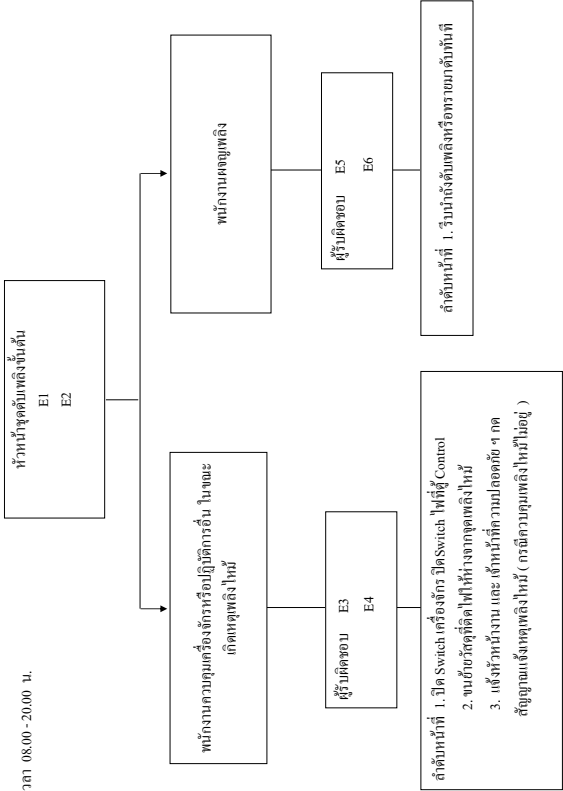 วลา 08.00 - 20.00 น.
หัวหน้าชุดดับเพลิงขั้นต้น
E1
E2
พนักงานควบคุมเครื่องจักรหรือปฏิบัติการอื่น ในขณะ
เกิดเหตุเพลิงไหม้
ผู้รับผิดชอบ E3
E4
ลำดับหน้าที่ 1. ปิด Switch เครื่องจักร ปิดSwitch ไฟที่ตู้ Control
2. ขนย้ายวัสดุที่ติดไฟให้ห่างจากจุดเพลิงไหม้
3. แจ้งหัวหน้างาน และ เจ้าหน้าที่ความปลอดภัย ฯ กด
สัญญาณแจ้งเหตุเพลิงไหม้ ( กรณีควบคุมเพลิงไหม้ไม่อยู่ )
พนักงานผจญเพลิง
ผู้รับผิดชอบ E5
E6
ลำดับหน้าที่ 1. รีบนำถังดับเพลิงหรือทรายมาดับทันที